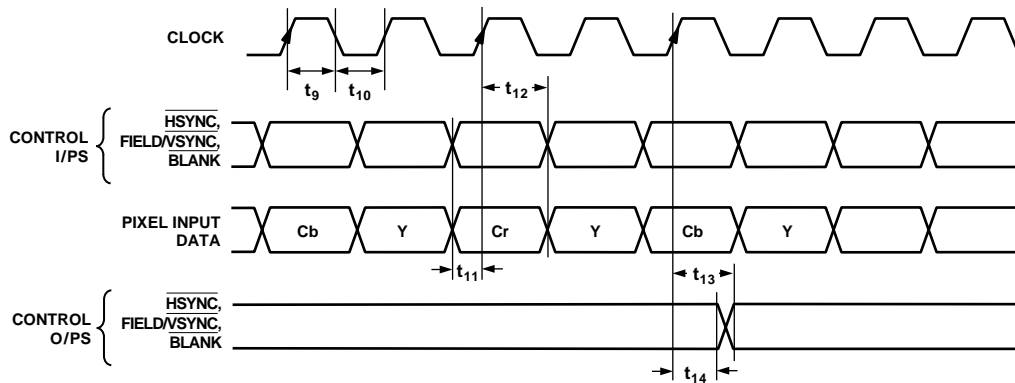 CLOCK
t9
t10
t12
CONTROL
I/PS
HSYNC,
FIELD/VSYNC,
BLANK
PIXEL INPUT
DATA
Cb
Y
Cr
Y
Cb
Y
t11
t13
CONTROL
O/PS
HSYNC,
FIELD/VSYNC,
BLANK
t14